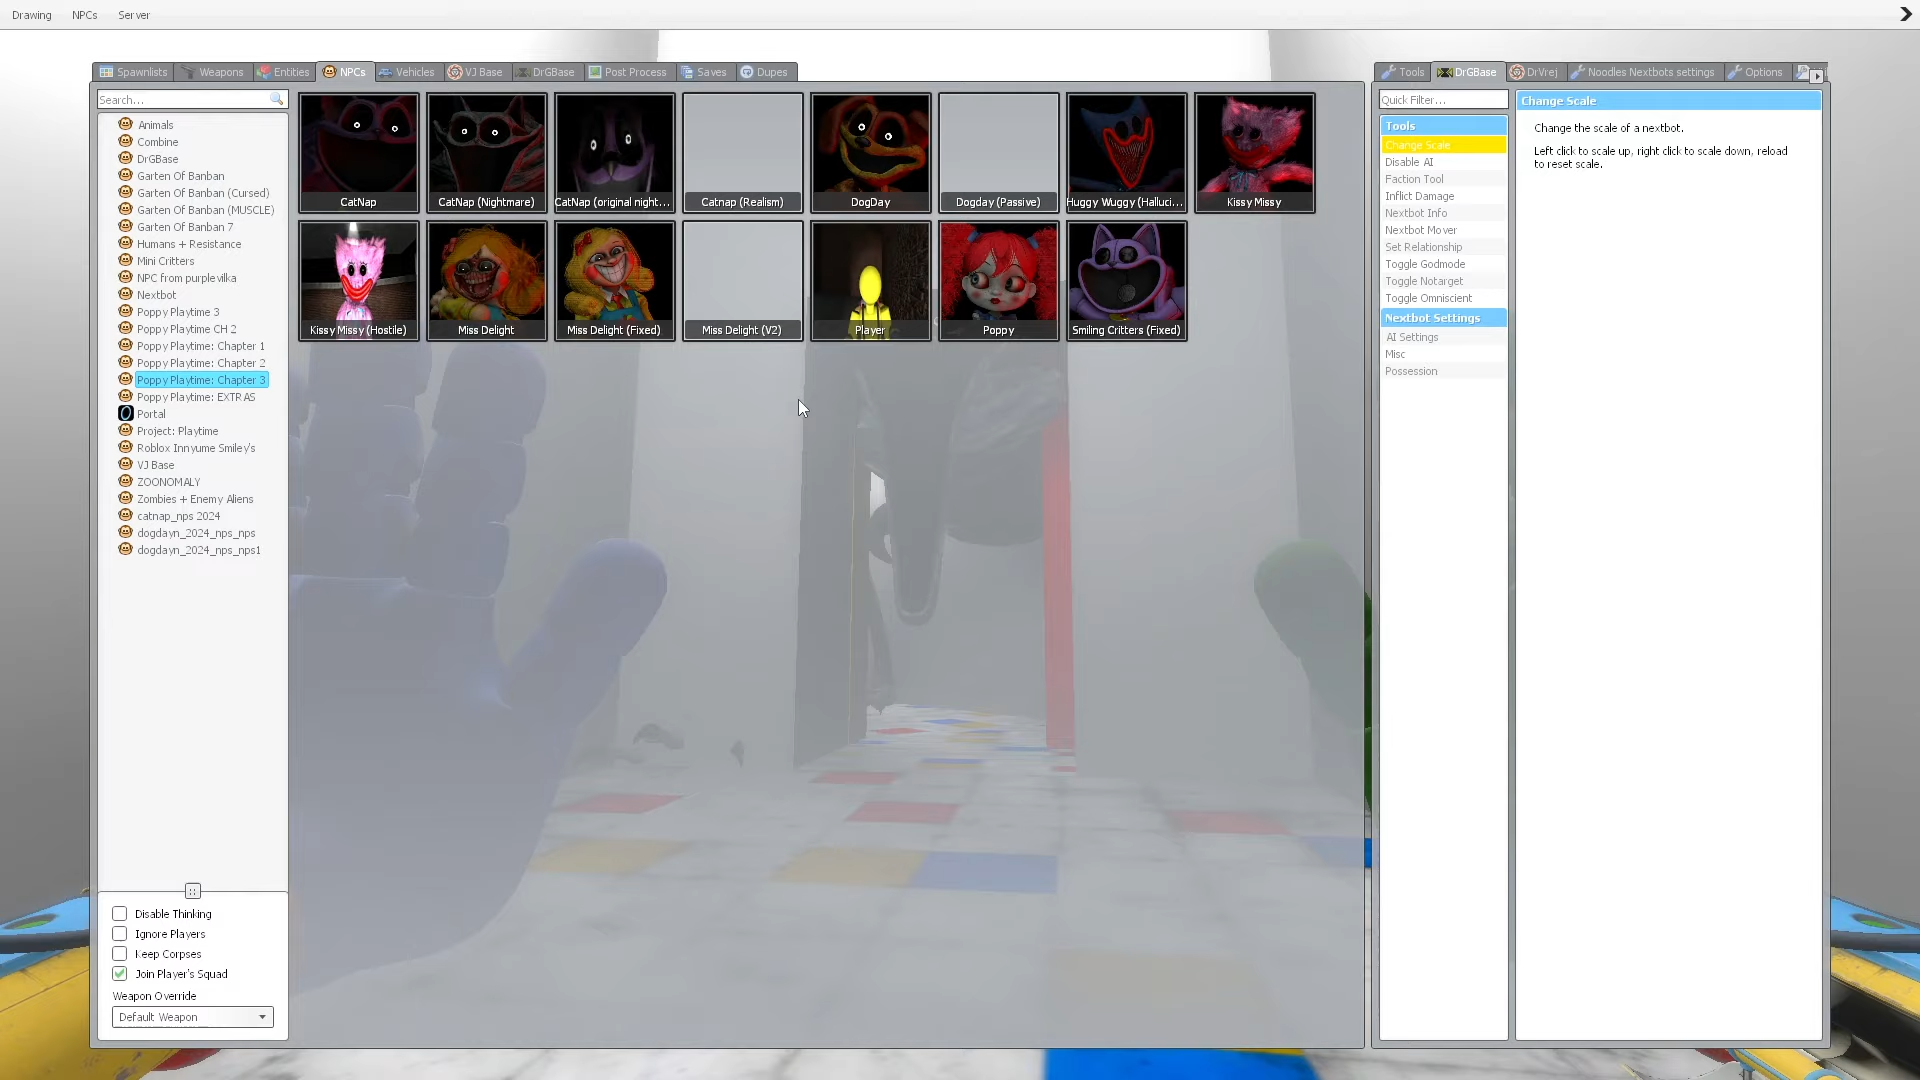 Drawing NPCs Server
Spawnlists Weapons Entities NPCs Vehicles VJ Base DrGBase Post Process Saves Dupes
Tools DrGBase DrVrej Noodles Nextbots settings Options
Search...
Animals
Combine
DrGBase
Garten Of Banban
Garten Of Banban (Cursed)
Garten Of Banban (MUSCLE)
Garten Of Banban 7
Humans + Resistance
Mini Critters
NPC from purplevilka
Nextbot
Poppy Playtime 3
Poppy Playtime CH 2
Poppy Playtime: Chapter 1
Poppy Playtime: Chapter 2
Poppy Playtime: Chapter 3
Poppy Playtime: EXTRAS
Portal
Project: Playtime
Roblox Innyume Smiley's
VJ Base
ZOONOMALY
Zombies + Enemy Aliens
catnap_nps 2024
dogdayn_2024_nps_nps
dogdayn_2024_nps_nps1
Disable Thinking
Ignore Players
Keep Corpses
Join Player's Squad
Weapon Override
Default Weapon
CatNap
CatNap (Nightmare)
CatNap (original night...
Catnap (Realism)
DogDay
Dogday (Passive)
Huggy Wuggy (Halluci...
Kissy Missy
Kissy Missy (Hostile)
Miss Delight
Miss Delight (Fixed)
Miss Delight (V2)
Player
Poppy
Smiling Critters (Fixed)
Quick Filter...
Tools
Change Scale
Disable AI
Faction Tool
Inflict Damage
Nextbot Info
Nextbot Mover
Set Relationship
Toggle Godmode
Toggle Notarget
Toggle Omniscient
Nextbot Settings
AI Settings
Misc
Possession
Change Scale
Change the scale of a nextbot.
Left click to scale up, right click to scale down, reload
to reset scale.